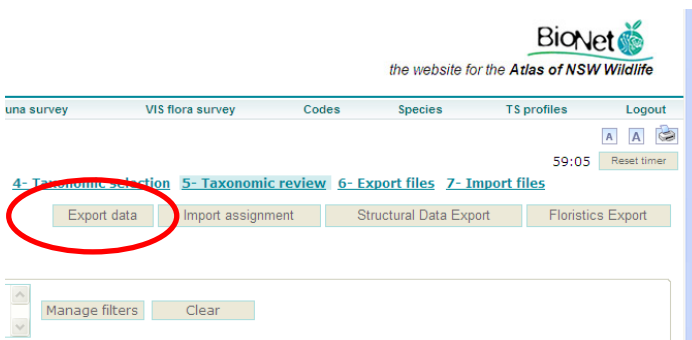 BioNet
the website for the Atlas of NSW Wildlife
una survey VIS flora survey Codes Species TS profiles Logout
A A
59:05 Reset timer
4- Taxonomic selection 5- Taxonomic review 6- Export files 7- Import files
Export data Import assignment Structural Data Export Floristics Export
Manage filters Clear